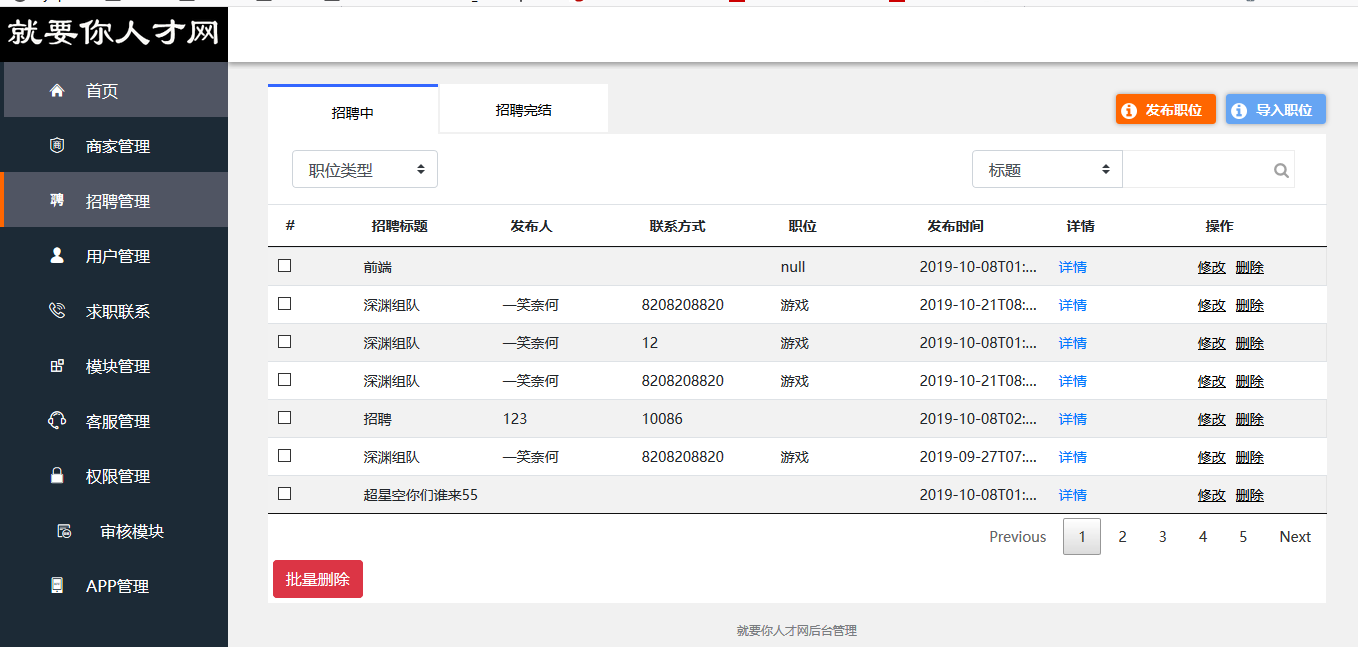 就要你人才网
首页
商家管理
招聘管理
用户管理
求职联系
模块管理
客服管理
权限管理
审核模块
APP管理
招聘中 招聘完结 发布职位 导入职位
职位类型 标题
# 招聘标题 发布人 联系方式 职位 发布时间 详情 操作
前端 null 2019-10-08T01:... 详情 修改 删除
深渊组队 一笑奈何 8208208820 游戏 2019-10-21T08:... 详情 修改 删除
深渊组队 一笑奈何 12 游戏 2019-10-08T01:... 详情 修改 删除
深渊组队 一笑奈何 8208208820 游戏 2019-10-21T08:... 详情 修改 删除
招聘 123 10086 2019-10-08T02:... 详情 修改 删除
深渊组队 一笑奈何 8208208820 游戏 2019-09-27T07:... 详情 修改 删除
超星空你们谁来55 2019-10-08T01:... 详情 修改 删除
Previous 1 2 3 4 5 Next
批量删除
就要你人才网后台管理